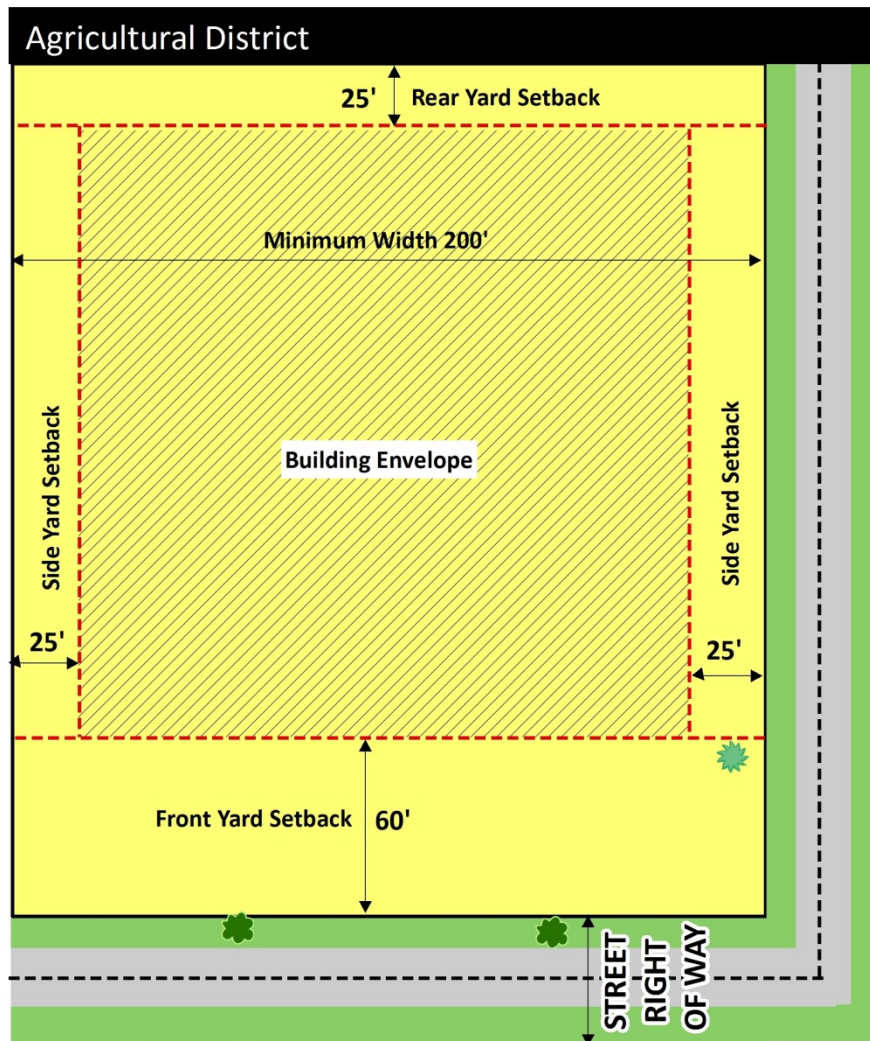 Agricultural District
25' Rear Yard Setback
Minimum Width 200'
Side Yard Setback
Building Envelope
Side Yard Setback
25'
25'
Front Yard Setback 60'
STREET
RIGHT
OF WAY